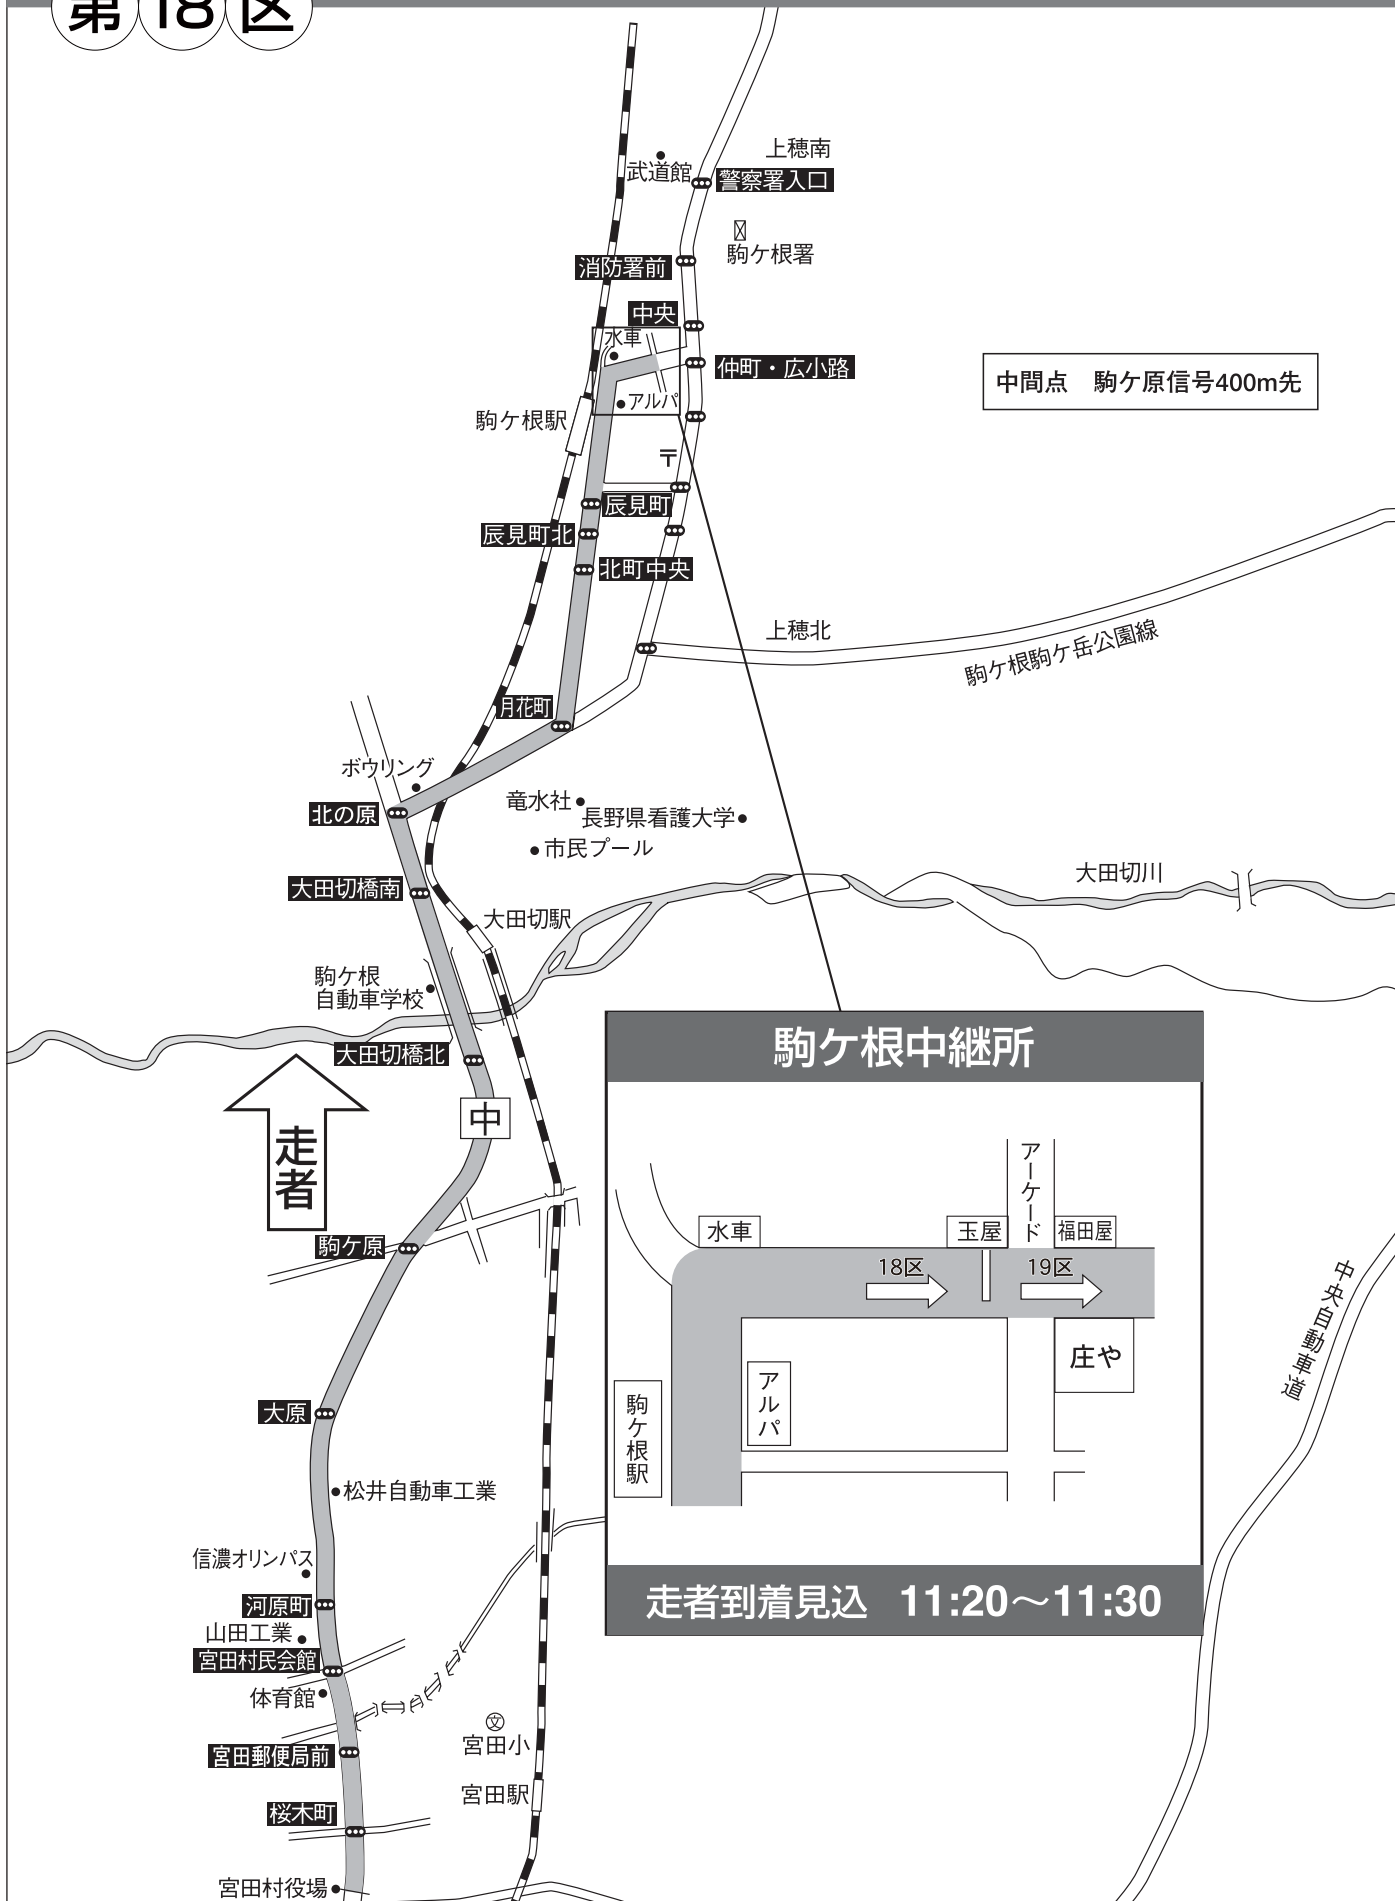 第18区
武道館
上穂南
警察署入口
駒ケ根署
消防署前
中央
水車
仲町・広小路
中間点　駒ケ原信号400m先
アルパ
駒ケ根駅
〒
辰見町
辰見町北
北町中央
上穂北
駒ケ根駒ケ岳公園線
月花町
ボウリング
竜水社
北の原
長野県看護大学
市民プール
大田切川
大田切橋南
大田切駅
駒ケ根
自動車学校
大田切橋北
走者
中
駒ケ原
大原
松井自動車工業
信濃オリンパス
河原町
山田工業
宮田村民会館
体育館
文
宮田小
宮田郵便局前
宮田駅
桜木町
宮田村役場
中央自動車道
駒ケ根中継所
アーケード
水車
玉屋
福田屋
18区
19区
庄や
アルパ
駒ケ根駅
走者到着見込　11:20～11:30